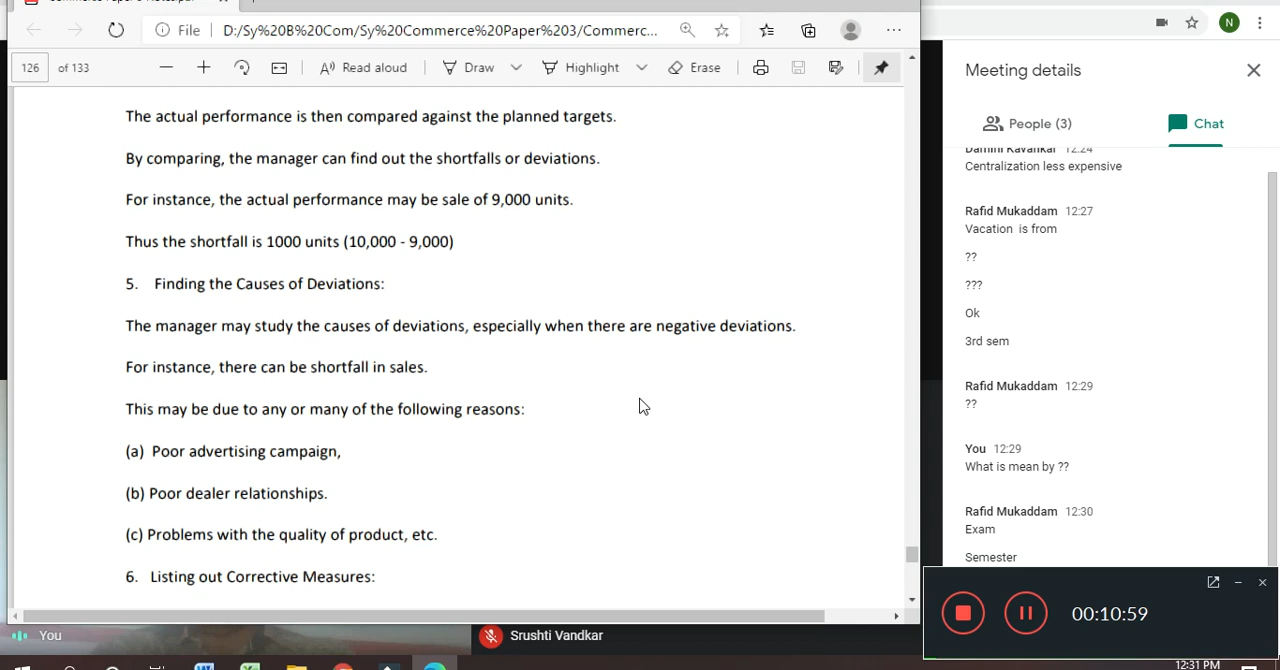 File
D:/Sy%20B%20Com/Sy%20Commerce%20Paper%203/Commerc...
N
126 of 133
Read aloud
Draw
Highlight
Erase
The actual performance is then compared against the planned targets.
By comparing, the manager can find out the shortfalls or deviations.
For instance, the actual performance may be sale of 9,000 units.
Thus the shortfall is 1000 units (10,000 - 9,000)
5. Finding the Causes of Deviations:
The manager may study the causes of deviations, especially when there are negative deviations.
For instance, there can be shortfall in sales.
This may be due to any or many of the following reasons:
(a) Poor advertising campaign,
(b) Poor dealer relationships.
(c) Problems with the quality of product, etc.
6. Listing out Corrective Measures:
You
Srushti Vandkar
Meeting details
People (3)
Chat
Damini Kavankar 12:24
Centralization less expensive
Rafid Mukaddam 12:27
Vacation is from
??
???
Ok
3rd sem
Rafid Mukaddam 12:29
??
You 12:29
What is mean by ??
Rafid Mukaddam 12:30
Exam
Semester
00:10:59
12:31 PM